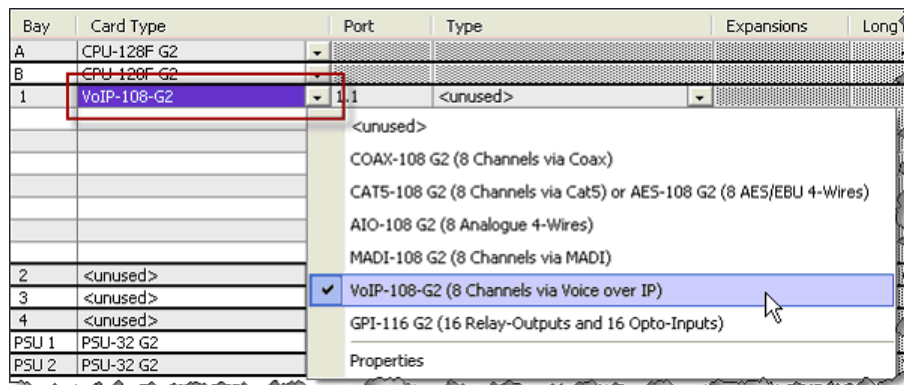 Bay Card Type Port Type Expansions Long
A CPU-128F G2
B CPU-128F G2
1 VoIP-108-G2 1.1 <unused>
<unused>
COAX-108 G2 (8 Channels via Coax)
CAT5-108 G2 (8 Channels via Cat5) or AES-108 G2 (8 AES/EBU 4-Wires)
AIO-108 G2 (8 Analogue 4-Wires)
MADI-108 G2 (8 Channels via MADI)
VoIP-108-G2 (8 Channels via Voice over IP)
GPI-116 G2 (16 Relay-Outputs and 16 Opto-Inputs)
Properties
2 <unused>
3 <unused>
4 <unused>
PSU 1 PSU-32 G2
PSU 2 PSU-32 G2